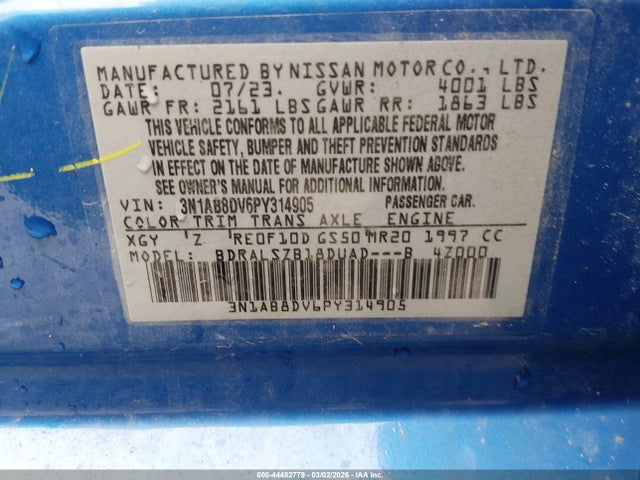 MANUFACTURED BY NISSAN MOTOR CO., LTD.
DATE: 07/23. GVWR: 4001 LBS
GAWR FR: 2161 LBS GAWR RR: 1863 LBS
THIS VEHICLE CONFORMS TO ALL APPLICABLE FEDERAL MOTOR
VEHICLE SAFETY, BUMPER AND THEFT PREVENTION STANDARDS
IN EFFECT ON THE DATE OF MANUFACTURE SHOWN ABOVE.
SEE OWNER'S MANUAL FOR ADDITIONAL INFORMATION.
VIN: 3N1AB8DV6PY314905 PASSENGER CAR.
COLOR TRIM TRANS AXLE ENGINE
XGY 'Z RE0F10D GS50 MR20 1997 CC
MODEL: BDRALSZB18DUAD---B 4Z000
3N1AB8DV6PY314905
000-44482779 - 03/02/2026 - IAAI.COM